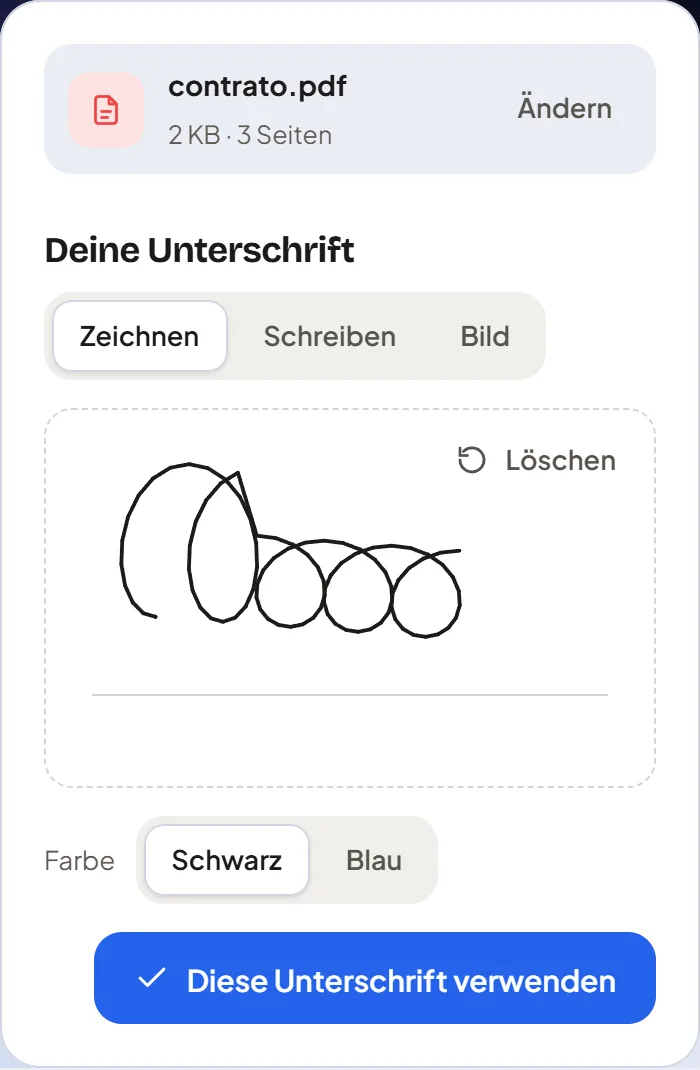 contrato.pdf
2 KB · 3 Seiten
Ändern
Deine Unterschrift
Zeichnen Schreiben Bild
Löschen
Farbe Schwarz Blau
Diese Unterschrift verwenden